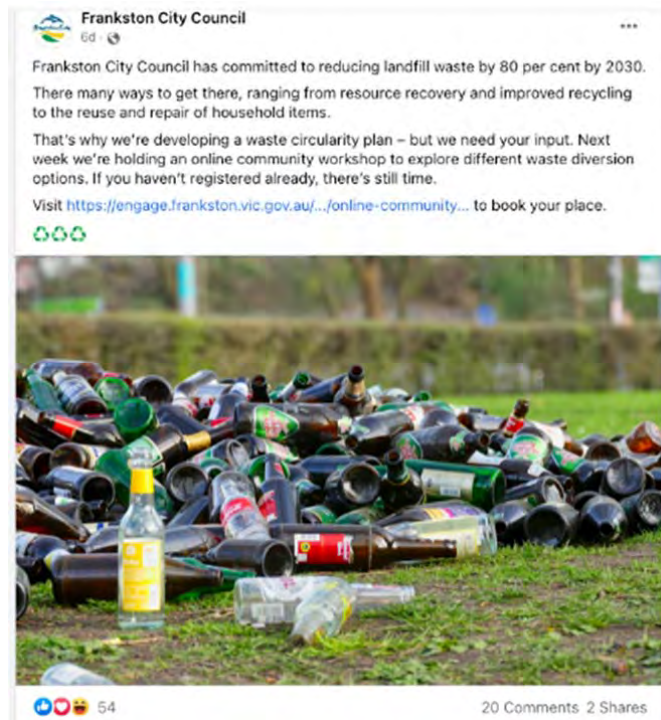 Frankston City Council
6d
Frankston City Council has committed to reducing landfill waste by 80 per cent by 2030.
There many ways to get there, ranging from resource recovery and improved recycling
to the reuse and repair of household items.
That's why we're developing a waste circularity plan – but we need your input. Next
week we're holding an online community workshop to explore different waste diversion
options. If you haven't registered already, there's still time.
Visit https://engage.frankston.vic.gov.au/.../online-community... to book your place.
54
20 Comments 2 Shares